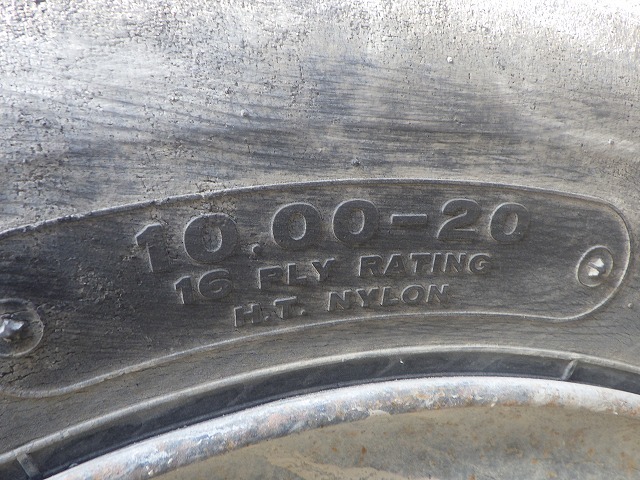 10.00-20
16 PLY RATING
H.T. NYLON